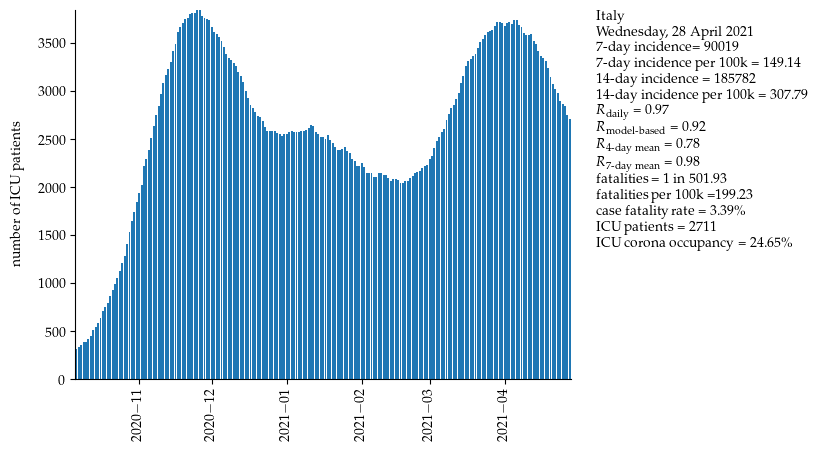 number of ICU patients
3500
3000
2500
2000
1500
1000
500
0
2020−11
2020−12
2021−01
2021−02
2021−03
2021−04
Italy
Wednesday, 28 April 2021
7-day incidence= 90019
7-day incidence per 100k = 149.14
14-day incidence = 185782
14-day incidence per 100k = 307.79
R daily = 0.97
R model-based = 0.92
R 4-day mean = 0.78
R 7-day mean = 0.98
fatalities = 1 in 501.93
fatalities per 100k =199.23
case fatality rate = 3.39%
ICU patients = 2711
ICU corona occupancy = 24.65%